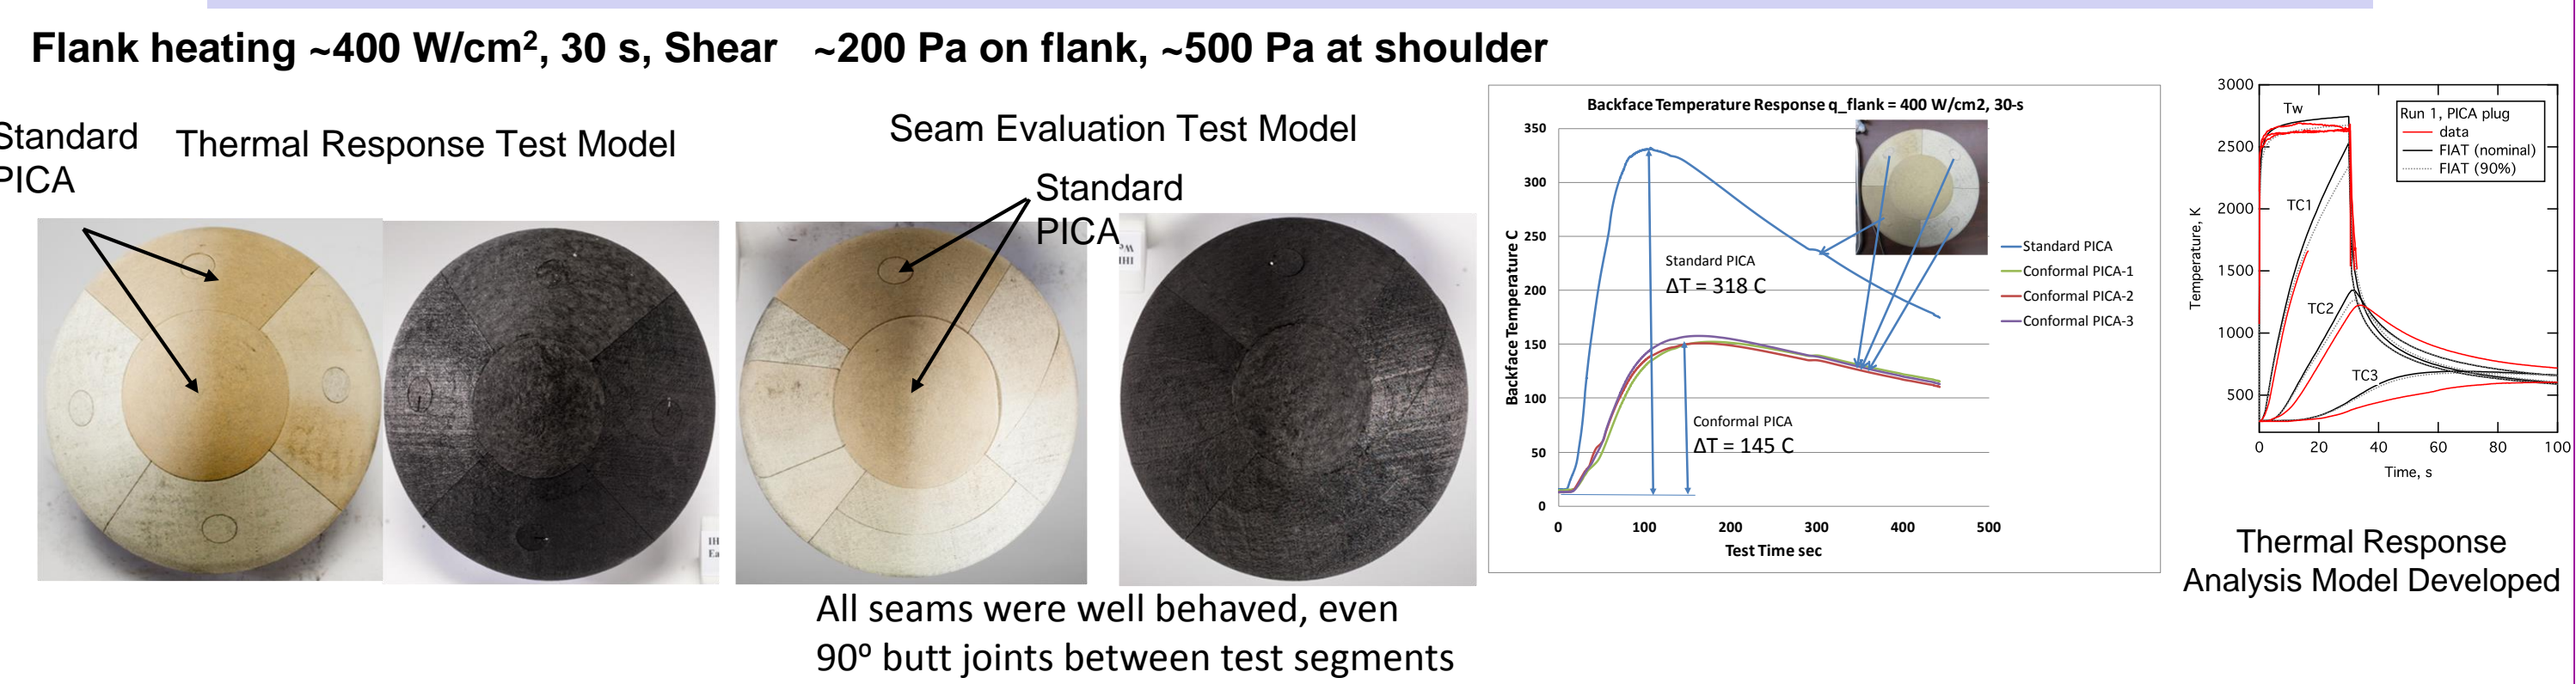 Flank heating ~400 W/cm², 30 s, Shear ~200 Pa on flank, ~500 Pa at shoulder
Standard
PICA
Thermal Response Test Model
Seam Evaluation Test Model
Standard
PICA
IHI
IH
Ea
All seams were well behaved, even
90º butt joints between test segments
Backface Temperature Response q_flank = 400 W/cm2, 30-s
Backface Temperature C
350
300
250
200
150
100
50
0
0 100 200 300 400 500
Test Time sec
Standard PICA
ΔT = 318 C
Conformal PICA
ΔT = 145 C
Standard PICA
Conformal PICA-1
Conformal PICA-2
Conformal PICA-3
Temperature, K
3000
2500
2000
1500
1000
500
0 20 40 60 80 100
Time, s
Tw
TC1
TC2
TC3
Run 1, PICA plug
data
FIAT (nominal)
FIAT (90%)
Thermal Response
Analysis Model Developed